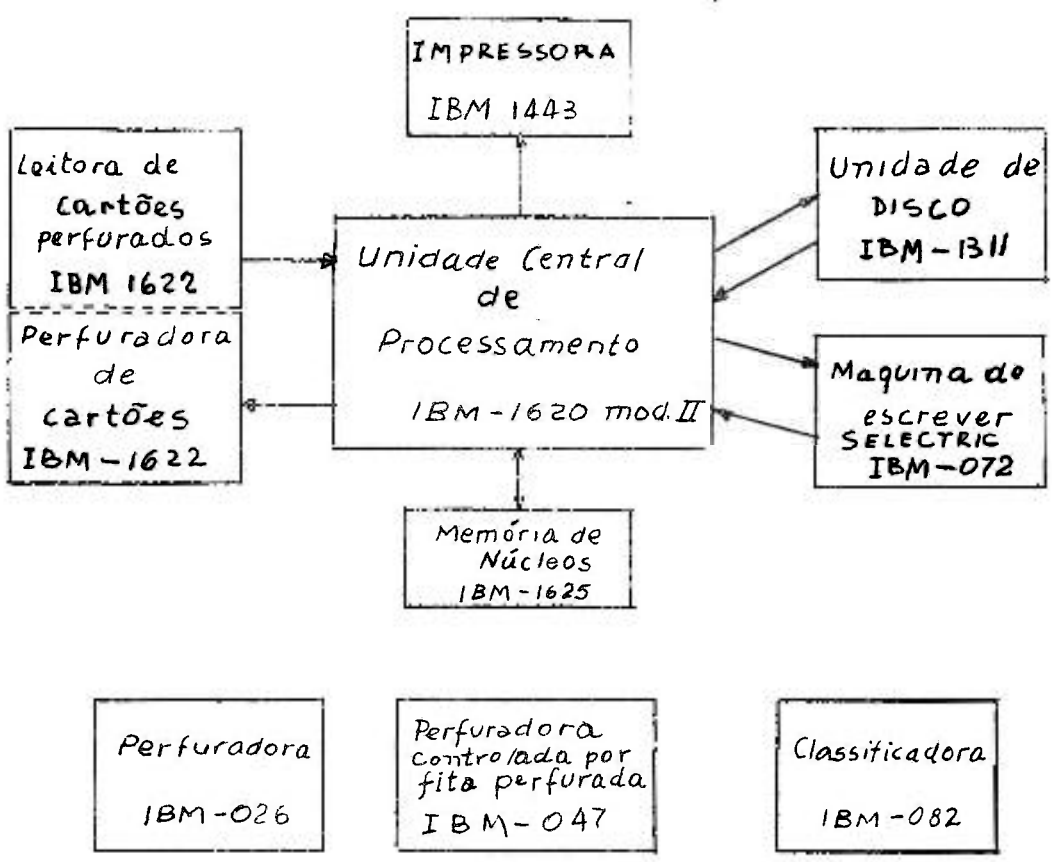 IMPRESSORA
IBM 1443
Leitora de
cartões
perfurados
IBM 1622
Unidade Central
de
Processamento
IBM-1620 mod. II
Unidade de
DISCO
IBM-1311
Perfuradora
de
cartões
IBM-1622
Maquina de
escrever
SELECTRIC
IBM-072
Memória de
Núcleos
IBM-1625
Perfuradora
IBM-026
Perfuradora
controlada por
fita perfurada
IBM-047
Classificadora
IBM-082